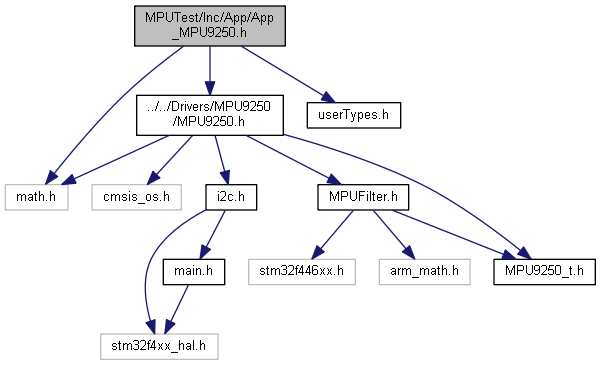 MPUTest/Inc/App/App
_MPU9250.h
../../Drivers/MPU9250
/MPU9250.h
userTypes.h
math.h
cmsis_os.h
i2c.h
MPUFilter.h
main.h
stm32f446xx.h
arm_math.h
MPU9250_t.h
stm32f4xx_hal.h